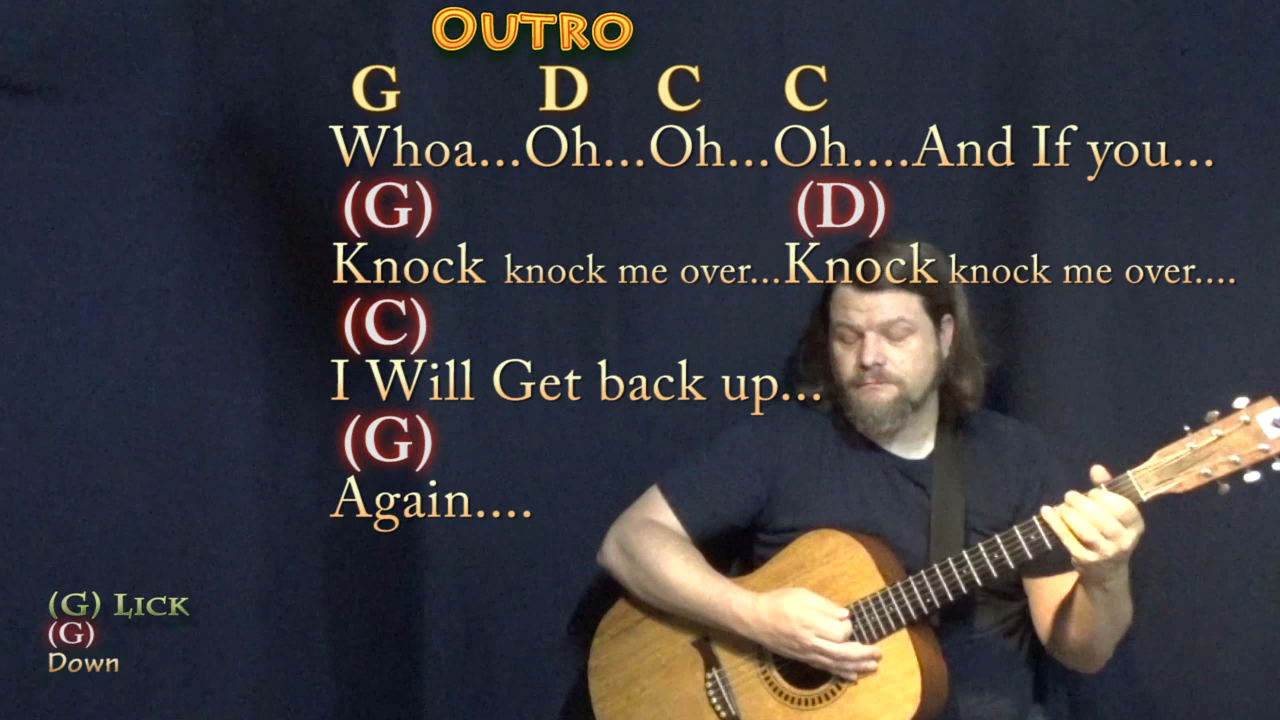 OUTRO
G D C C
Whoa...Oh...Oh...Oh....And If you...
(G) (D)
Knock knock me over...Knock knock me over....
(C)
I Will Get back up...
(G)
Again....
(G) LICK
(G)
Down